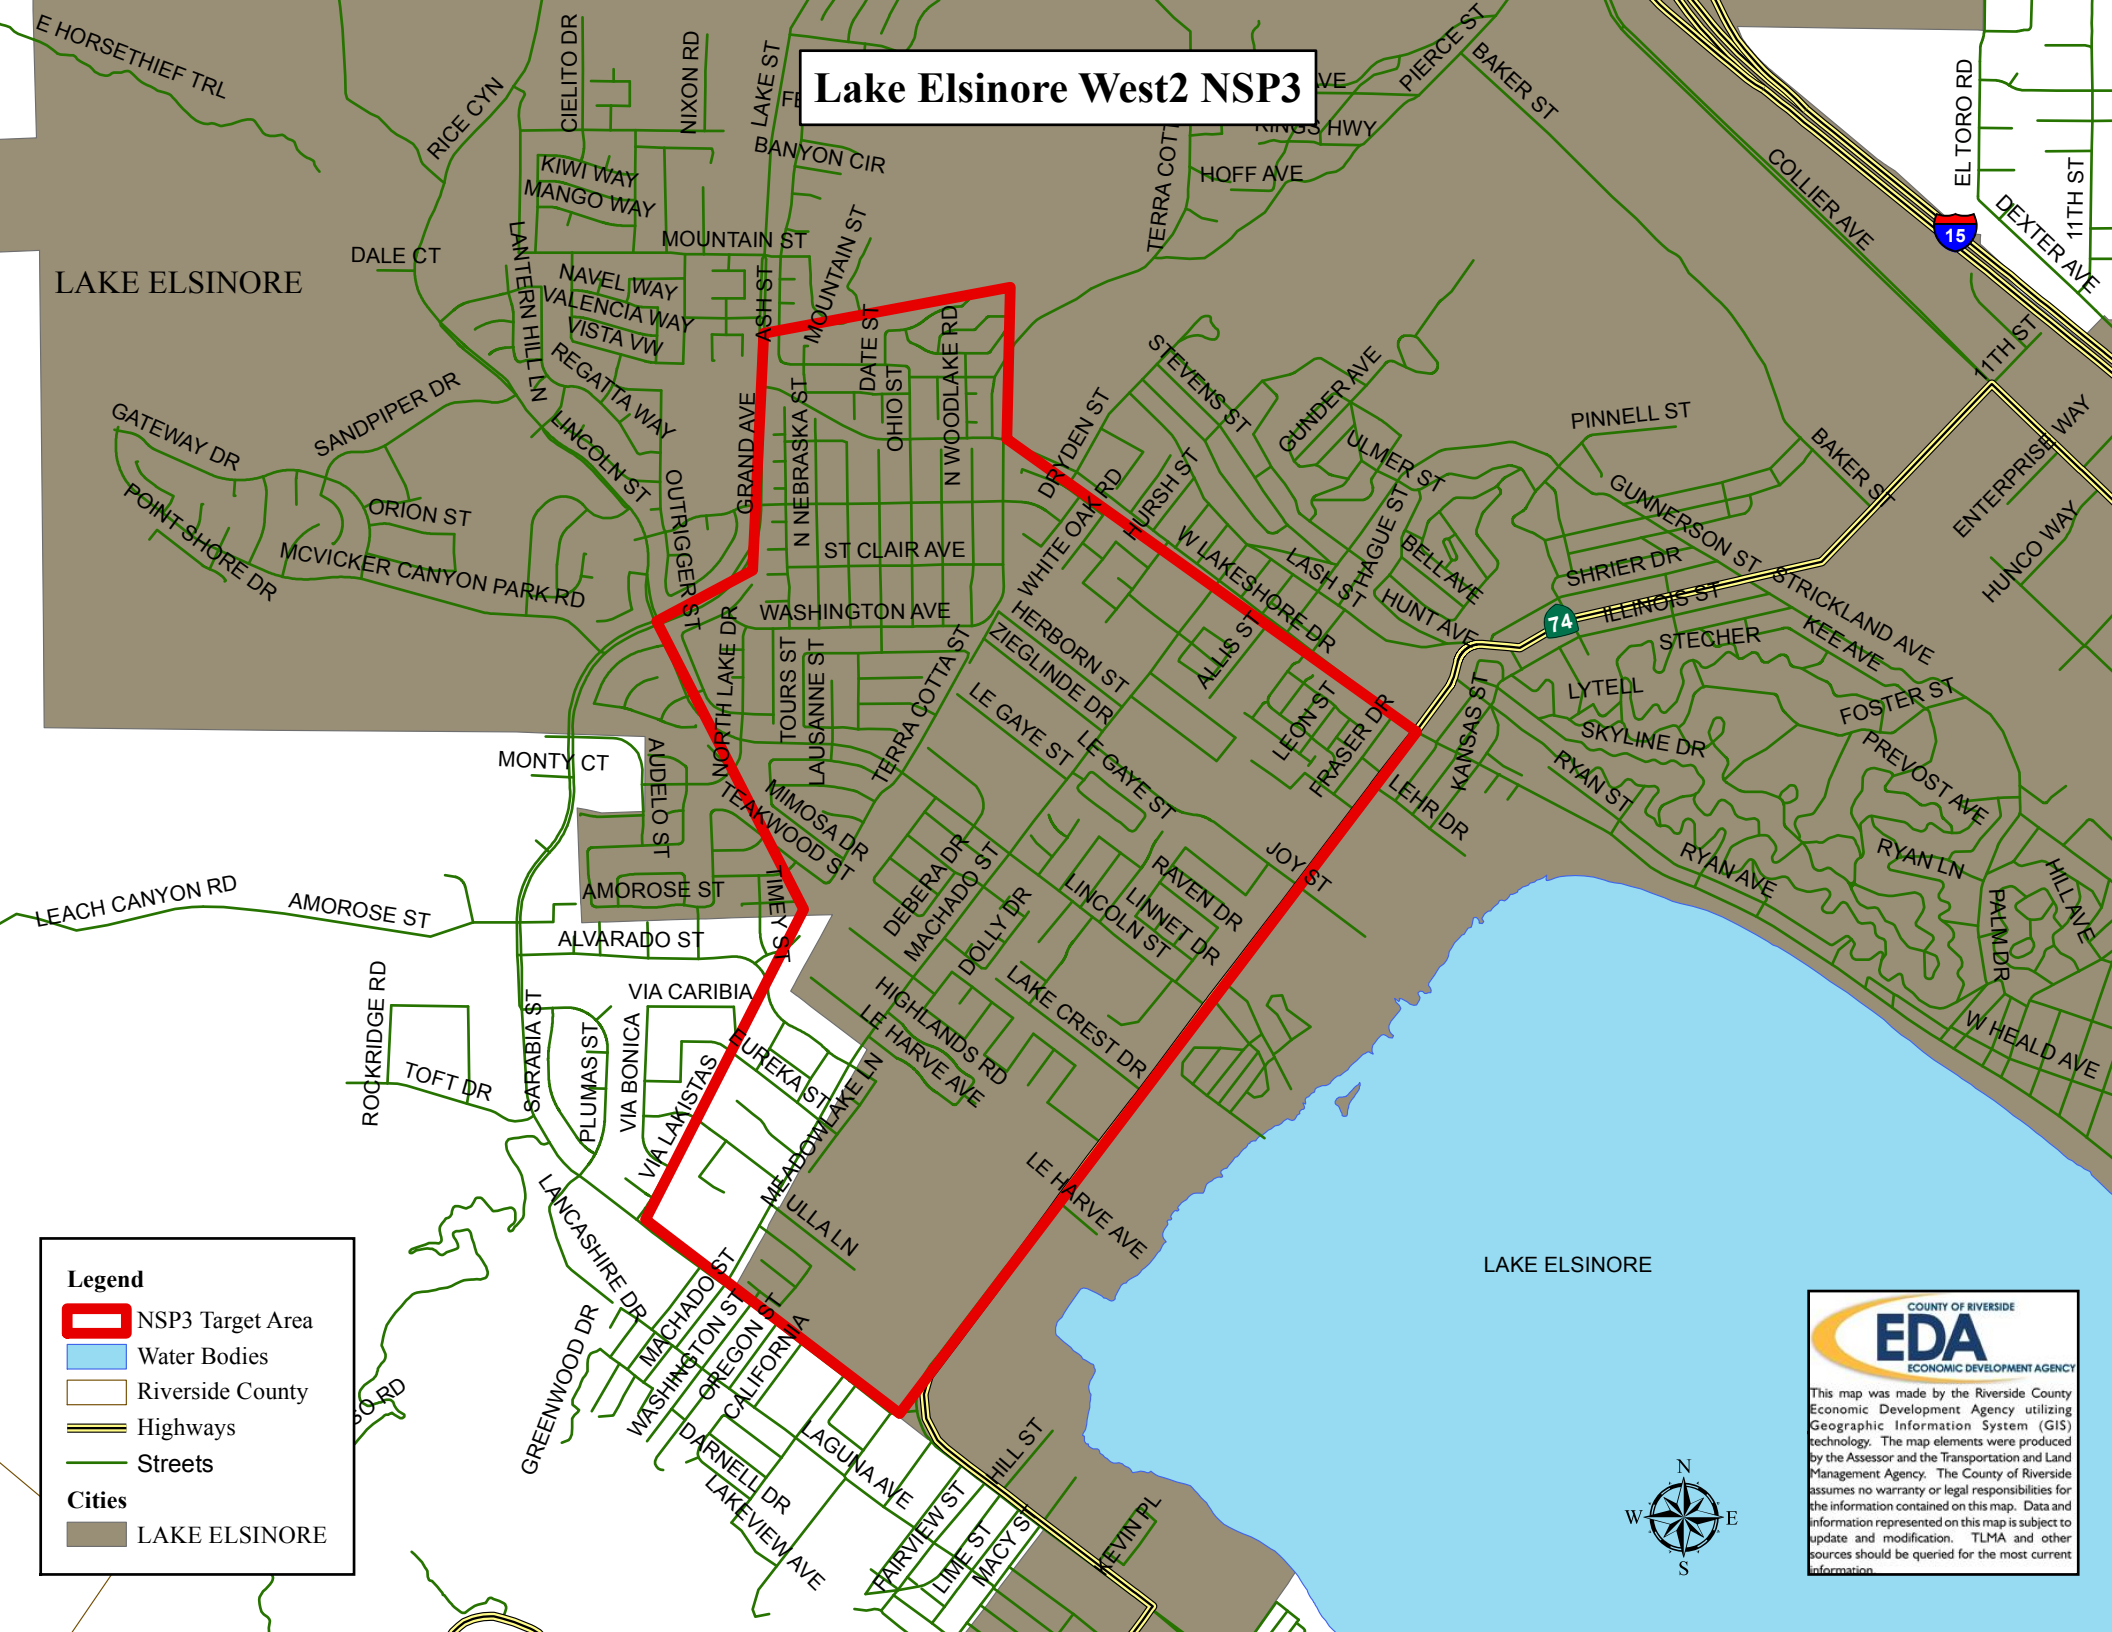 Lake Elsinore West2 NSP3
E HORSETHIEF TRL
RICE CYN
CIELITO DR
NIXON RD
LAKE ST
FE
VE
PIERCE ST
BAKER ST
KINGS HWY
HOFF AVE
TERRA COTT
BANYON CIR
KIWI WAY
MANGO WAY
MOUNTAIN ST
MOUNTAIN ST
COLLIER AVE
EL TORO RD
11TH ST
DEXTER AVE
15
11TH ST
DALE CT
LAKE ELSINORE
LANTERN HILL LN
NAVEL WAY
VALENCIA WAY
VISTA VW
ASH ST
DATE ST
OHIO ST
N WOODLAKE RD
REGATTA WAY
LINCOLN ST
SANDPIPER DR
GATEWAY DR
POINT SHORE DR
ORION ST
MCVICKER CANYON PARK RD
OUTRIGGER ST
GRAND AVE
N NEBRASKA ST
ST CLAIR AVE
WASHINGTON AVE
STEVENS ST
GUNDER AVE
DRYDEN ST
WHITE OAK RD
HURSH ST
ULMER ST
HAGUE ST
PINNELL ST
BAKER ST
GUNNERSON ST
ENTERPRISE WAY
HUNCO WAY
W LAKESHORE DR
LASH ST
BELL AVE
HUNT AVE
SHRIER DR
ILLINOIS ST
74
STRICKLAND AVE
STECHER
KEE AVE
LYTELL
FOSTER ST
SKYLINE DR
PREVOST AVE
RYAN ST
KANSAS ST
RYAN LN
RYAN AVE
HILL AVE
PALM DR
W HEALD AVE
HERBORN ST
ZIEGLINDE DR
ALLIS ST
LEON ST
FRASER DR
LEHR DR
LE GAYE ST
LE GAYE ST
TERRA COTTA ST
NORTH LAKE DR
TOURS ST
LAUSANNE ST
MONTY CT
AUDELO ST
TEAKWOOD ST
MIMOSA DR
JOY ST
DEBERA DR
MACHADO ST
DOLLY DR
LINCOLN ST
RAVEN DR
LINNET DR
LEACH CANYON RD
AMOROSE ST
AMOROSE ST
ALVARADO ST
TIMEY ST
VIA CARIBIA
ROCKRIDGE RD
TOFT DR
SARABIA ST
PLUMAS ST
VIA BONICA
VIA LAKISTAS
EUREKA ST
MEADOWLAKE LN
HIGHLANDS RD
LE HARVE AVE
LAKE CREST DR
LE HARVE AVE
ULLA LN
LANCASHIRE DR
GREENWOOD DR
MACHADO ST
WASHINGTON ST
OREGON ST
CALIFORNIA
DARNELL DR
LAKEVIEW AVE
LAGUNA AVE
FAIRVIEW ST
HILL ST
LIME ST
MACY ST
KEVIN PL
SO RD
LAKE ELSINORE
Legend
NSP3 Target Area
Water Bodies
Riverside County
Highways
Streets
Cities
LAKE ELSINORE
N
W
E
S
COUNTY OF RIVERSIDE
EDA
ECONOMIC DEVELOPMENT AGENCY
This map was made by the Riverside County
Economic Development Agency utilizing
Geographic Information System (GIS)
technology. The map elements were produced
by the Assessor and the Transportation and Land
Management Agency. The County of Riverside
assumes no warranty or legal responsibilities for
the information contained on this map. Data and
information represented on this map is subject to
update and modification. TLMA and other
sources should be queried for the most current
information.